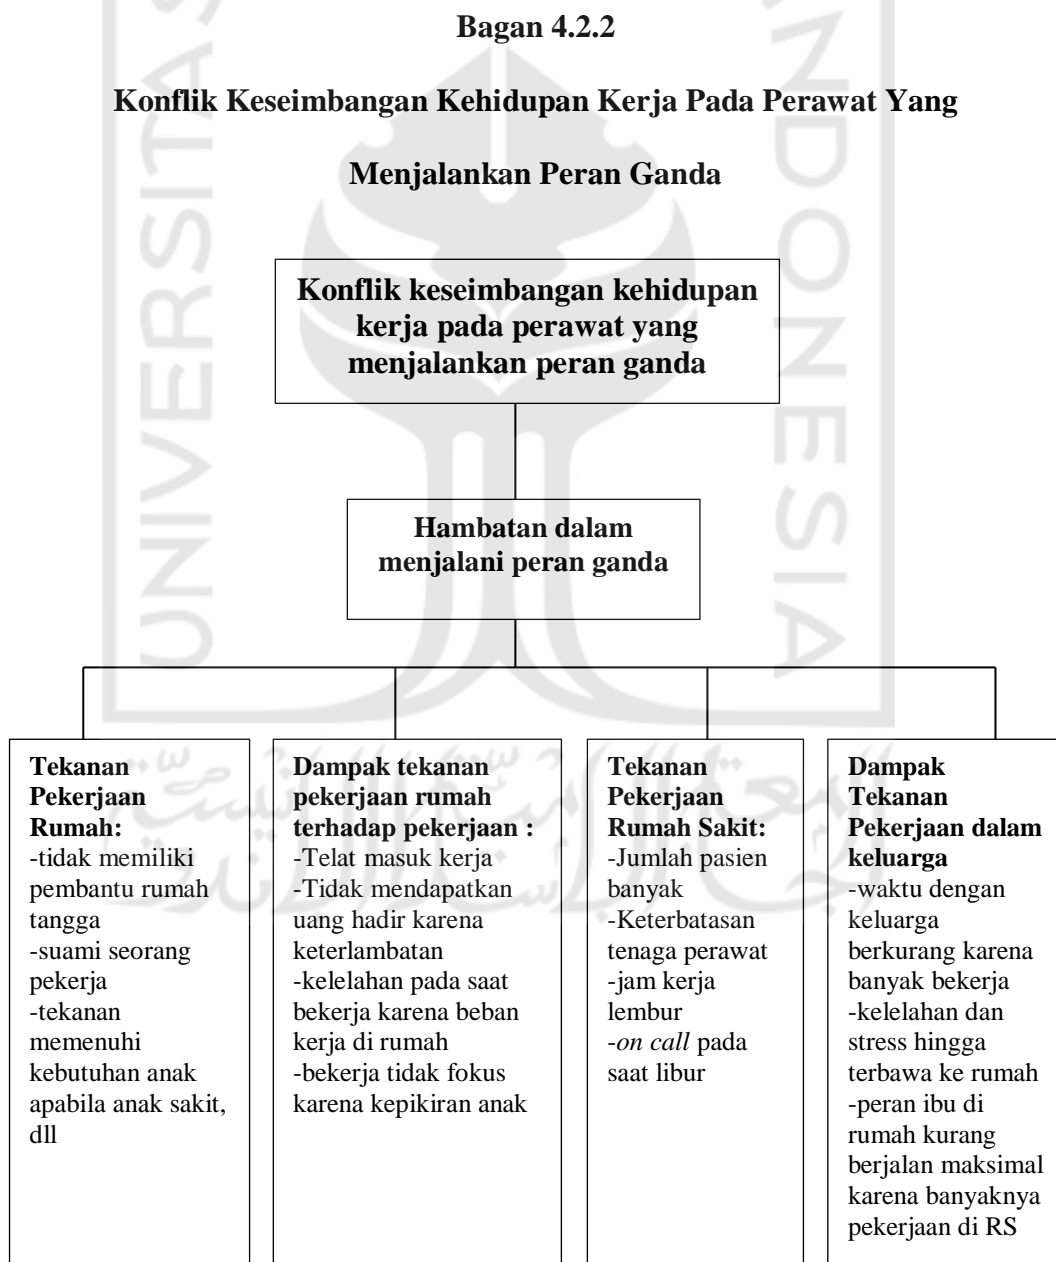 Bagan 4.2.2
Konflik Keseimbangan Kehidupan Kerja Pada Perawat Yang
Menjalankan Peran Ganda
Konflik keseimbangan kehidupan
kerja pada perawat yang
menjalankan peran ganda
Hambatan dalam
menjalani peran ganda
Tekanan
Pekerjaan
Rumah:
-tidak memiliki
pembantu rumah
tangga
-suami seorang
pekerja
-tekanan
memenuhi
kebutuhan anak
apabila anak sakit,
dll
Dampak tekanan
pekerjaan rumah
terhadap pekerjaan :
-Telat masuk kerja
-Tidak mendapatkan
uang hadir karena
keterlambatan
-kelelahan pada saat
bekerja karena beban
kerja di rumah
-bekerja tidak fokus
karena kepikiran anak
Tekanan
Pekerjaan
Rumah Sakit:
-Jumlah pasien
banyak
-Keterbatasan
tenaga perawat
-jam kerja
lembur
-on call pada
saat libur
Dampak
Tekanan
Pekerjaan dalam
keluarga
-waktu dengan
keluarga
berkurang karena
banyak bekerja
-kelelahan dan
stress hingga
terbawa ke rumah
-peran ibu di
rumah kurang
berjalan maksimal
karena banyaknya
pekerjaan di RS
UNIVERSITAS
INDONESIA